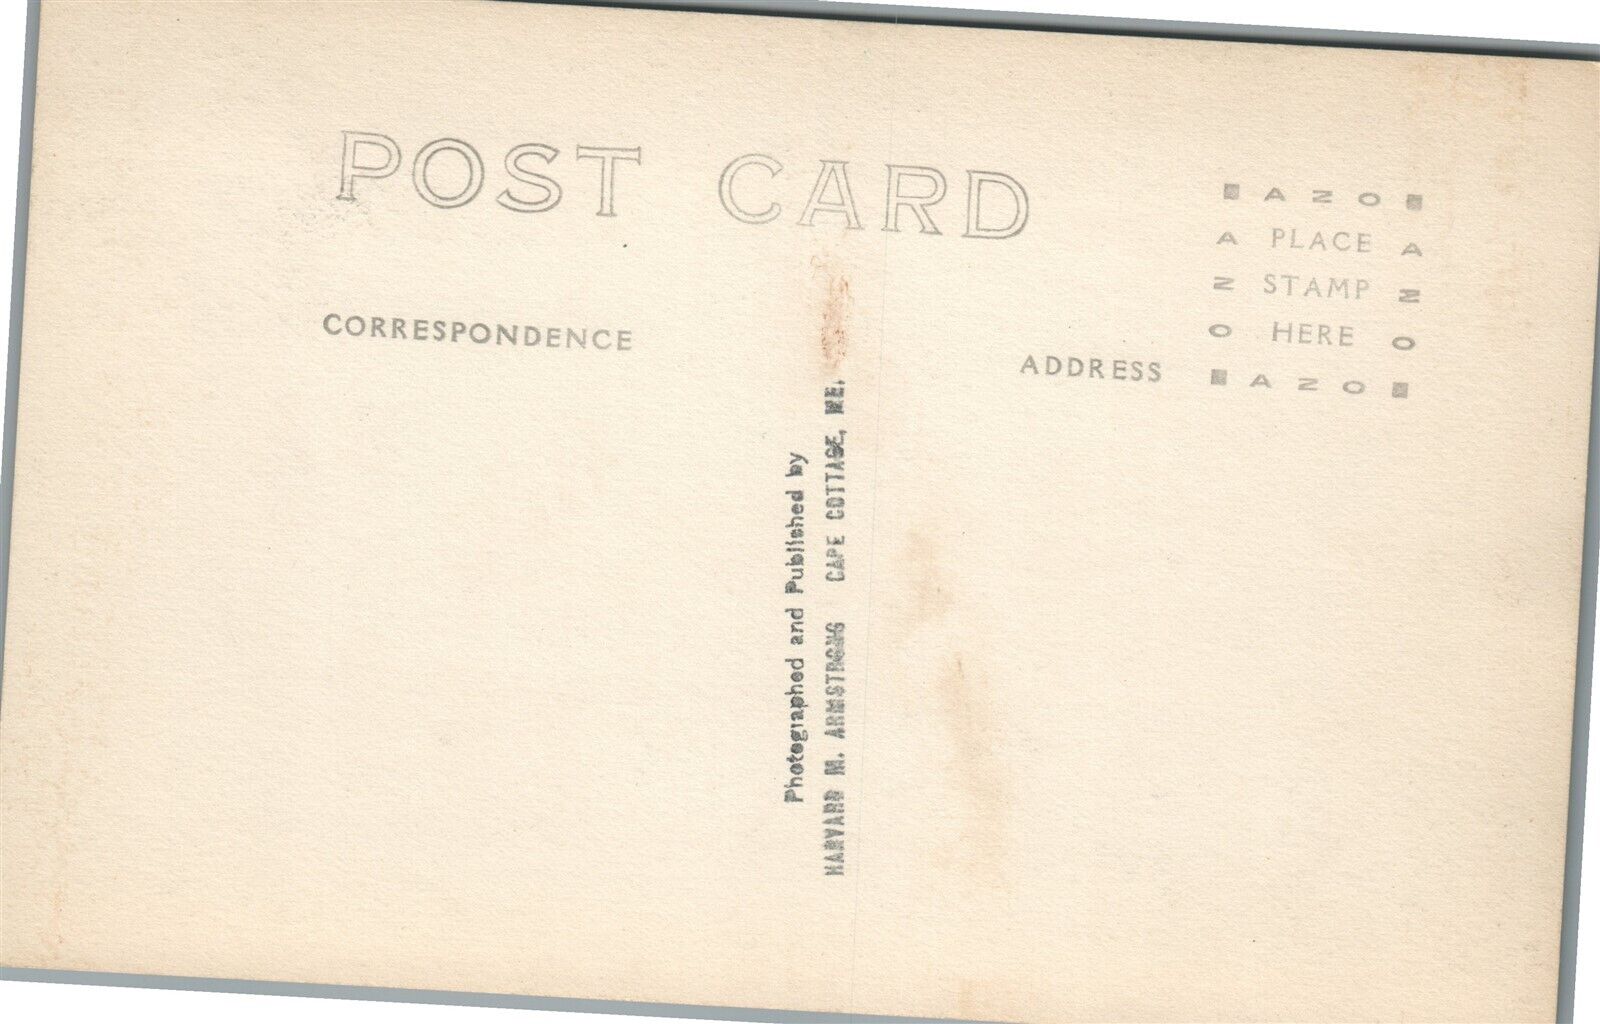 POST CARD
CORRESPONDENCE
ADDRESS
AZO
A PLACE A
N STAMP N
O HERE O
AZO
Photographed and Published by
HARVARD M. ARMSTRONG CAPE COTTAGE, ME.